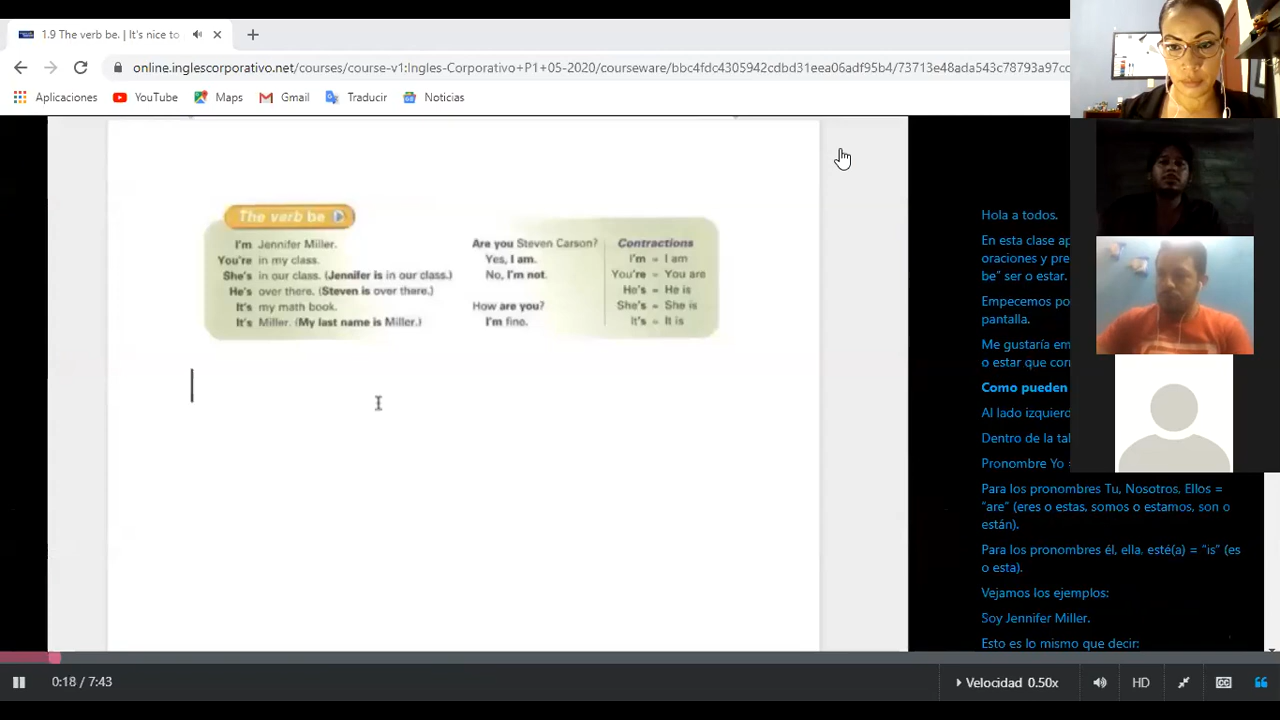 1.9 The verb be. | It's nice to
online.inglescorporativo.net/courses/course-v1:Ingles-Corporativo+P1+05-2020/courseware/bbc4fdc4305942cdbd31eea06adf95b4/73713e48ada543c78793a97cc
Aplicaciones YouTube Maps Gmail Traducir Noticias
The verb be
I'm Jennifer Miller.
You're in my class.
She's in our class. (Jennifer is in our class.)
He's over there. (Steven is over there.)
It's my math book.
It's Miller. (My last name is Miller.)
Are you Steven Carson?
Yes, I am.
No, I'm not.
How are you?
I'm fine.
Contractions
I'm = I am
You're = You are
He's = He is
She's = She is
It's = It is
Hola a todos.
En esta clase ap
oraciones y pre
be" ser o estar.
Empecemos po
pantalla.
Me gustaría em
o estar que cor
Como pueden
Al lado izquierd
Dentro de la ta
Pronombre Yo =
Para los pronombres Tu, Nosotros, Ellos =
"are" (eres o estas, somos o estamos, son o
están).
Para los pronombres él, ella, esté(a) = "is" (es
o esta).
Vejamos los ejemplos:
Soy Jennifer Miller.
Esto es lo mismo que decir:
0:18 / 7:43
Velocidad 0.50x
HD
CC